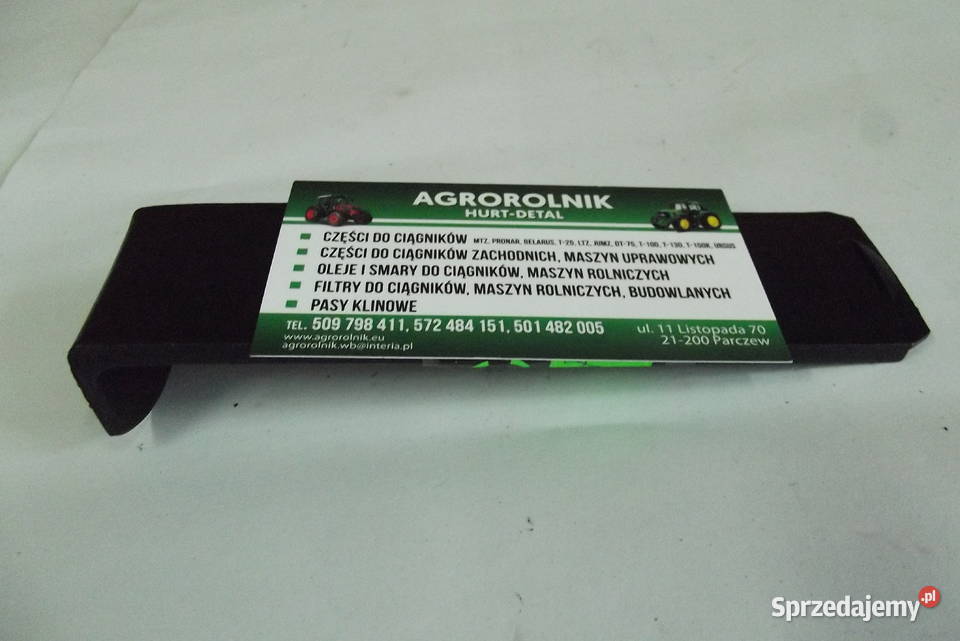 AGROROLNIK
HURT-DETAL
CZĘŚCI DO CIĄGNIKÓW MTZ, PRONAR, BELARUS, T-25, LTZ, JUMZ, DT-75, T-100, T-130, T-100K, URSUS
CZĘŚCI DO CIĄGNIKÓW ZACHODNICH, MASZYN UPRAWOWYCH
OLEJE I SMARY DO CIĄGNIKÓW, MASZYN ROLNICZYCH
FILTRY DO CIĄGNIKÓW, MASZYN ROLNICZYCH, BUDOWLANYCH
PASY KLINOWE
TEL. 509 798 411, 572 484 151, 501 482 005
ul. 11 Listopada 70
www.agrorolnik.eu
21-200 Parczew
agrorolnik.wb@interia.pl
Sprzedajemy.pl